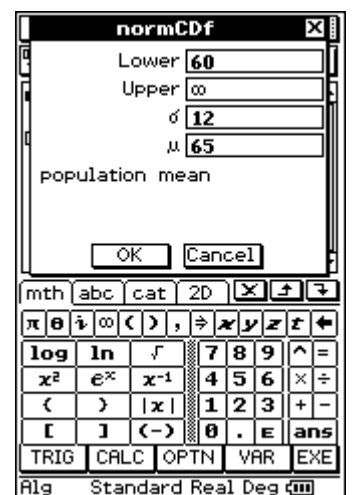 normCDf X
Lower 60
Upper ∞
σ 12
μ 65
population mean
OK Cancel
mth abc cat 2D X
π θ i ∞ ( ) , ⇒ x y z t ←
log ln √ 7 8 9 ^ =
x² eˣ x⁻¹ 4 5 6 × ÷
( ) |x| 1 2 3 + −
[ ] (−) 0 . E ans
TRIG CALC OPTN VAR EXE
Alg Standard Real Deg